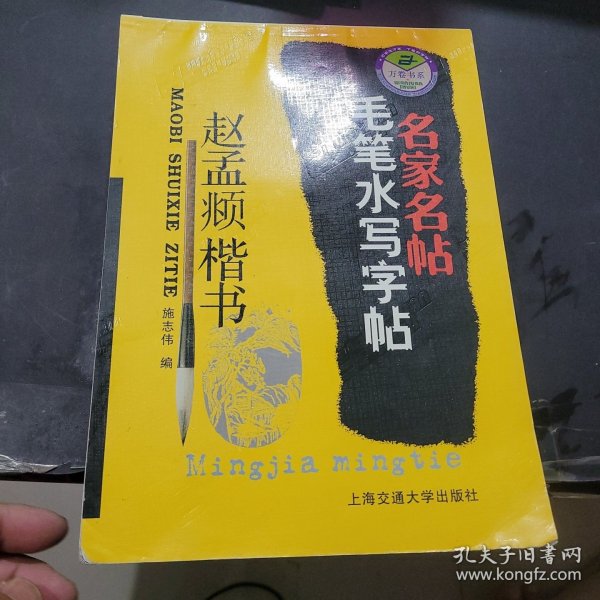 万卷书系
名家名帖
毛笔水写字帖
赵孟頫楷书
MAOBI SHUIXIE ZITIE
施志伟 编
Mingjia mingtie
上海交通大学出版社
孔夫子旧书网
www.kongfz.com